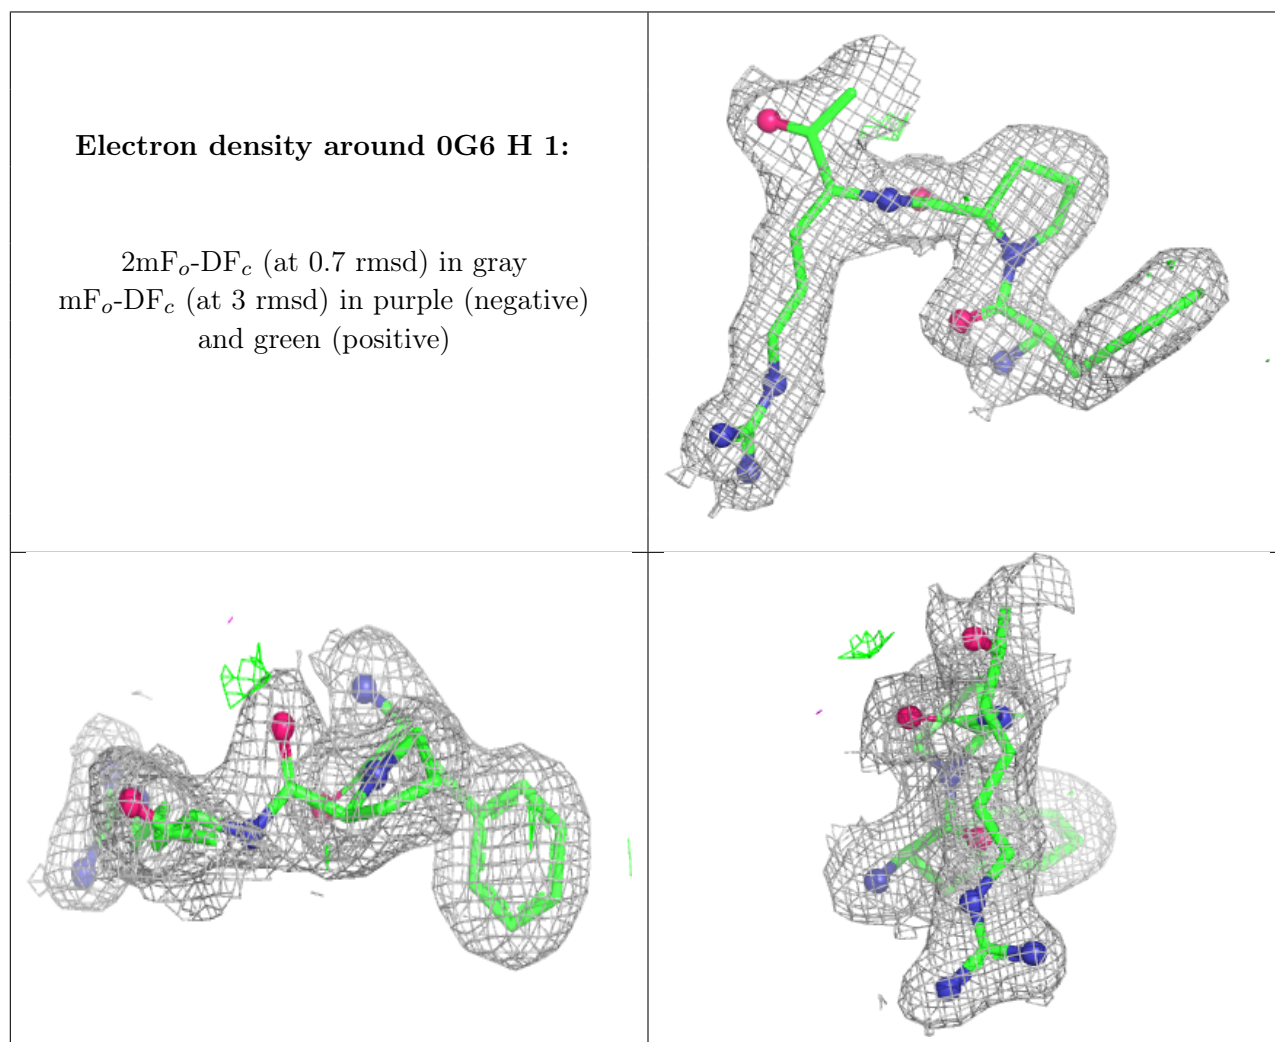 Electron density around 0G6 H 1:
2mFo-DFc (at 0.7 rmsd) in gray
mFo-DFc (at 3 rmsd) in purple (negative)
and green (positive)